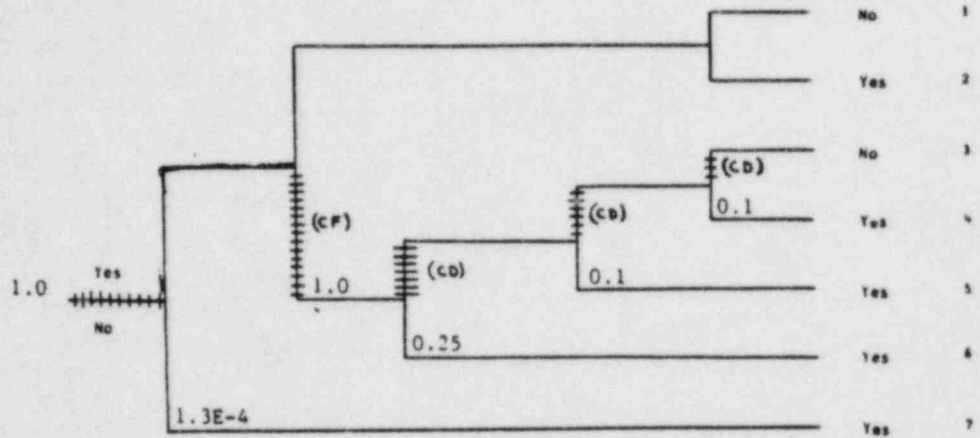 No 1
Yes 2
No 3
(CD)
0.1 Yes 4
(CD)
(CF)
(CD)
0.1 Yes 5
1.0 Yes 1.0
No
0.25 Yes 6
1.3E-4 Yes 7